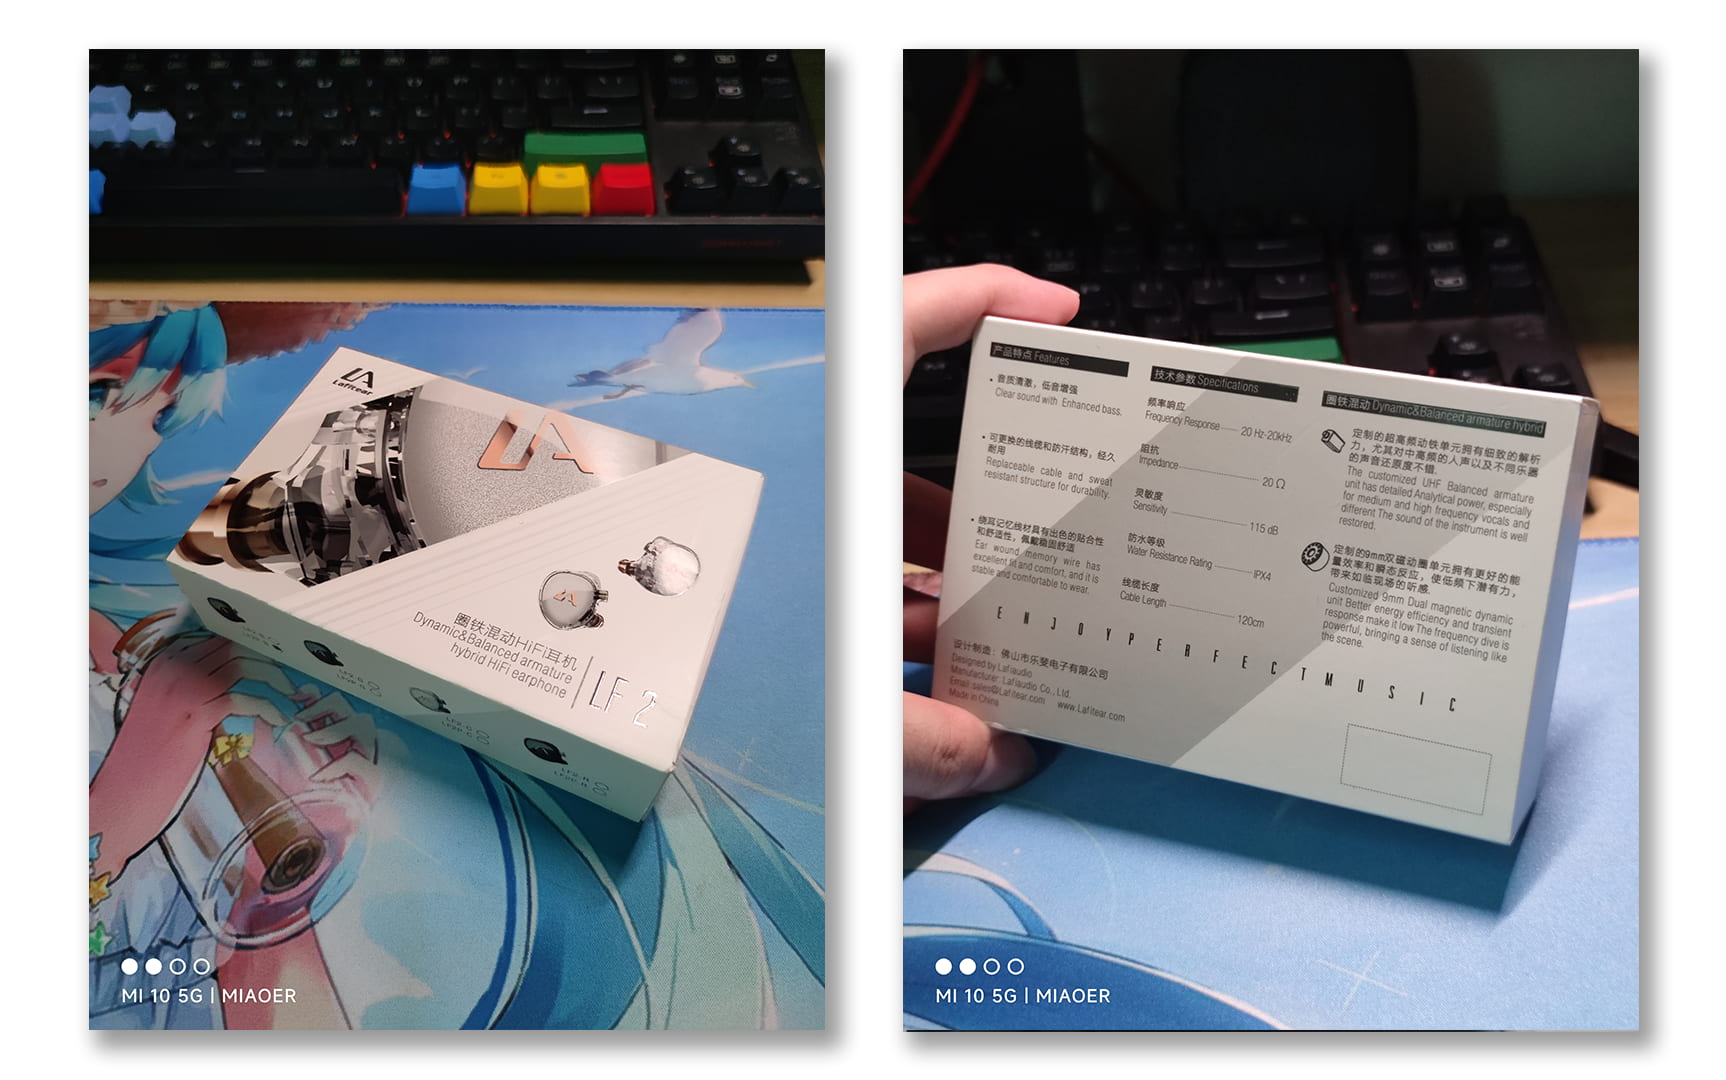 LA
Lafitear
LA
LA
圈铁混动HiFi耳机
Dynamic&Balanced armature
hybrid HiFi earphone
LF 2
MI 10 5G | MIAOER
产品特点 Features
音质清澈，低音增强
Clear sound with Enhanced bass.
可更换的线缆和防汗结构，经久
耐用
Replaceable cable and sweat
resistant structure for durability.
绕耳记忆线材具有出色的贴合性
和舒适性，佩戴稳固舒适
Ear wound memory wire has
excellent fit and comfort, and it is
stable and comfortable to wear.
技术参数 Specifications
频率响应
Frequency Response 20 Hz-20kHz
阻抗
Impedance 20 Ω
灵敏度
Sensitivity 115 dB
防水等级
Water Resistance Rating IPX4
线缆长度
Cable Length 120cm
圈铁混动 Dynamic&Balanced armature hybrid
定制的超高频动铁单元拥有细致的解析
力，尤其对中高频的人声以及不同乐器
的声音还原度不错.
The customized UHF Balanced armature
unit has detailed Analytical power, especially
for medium and high frequency vocals and
different The sound of the instrument is well
restored.
定制的9mm双磁动圈单元拥有更好的能
量效率和瞬态反应，使低频下潜有力，
带来如临现场的听感.
Customized 9mm Dual magnetic dynamic
unit Better energy efficiency and transient
response make it low The frequency dive is
powerful, bringing a sense of listening like
the scene.
ENJOYPERFECTMUSIC
设计制造：佛山市乐斐电子有限公司
Designed by Lafiaudio
Manufacturer: Lafiaudio Co., Ltd.
Email:sales@Lafitear.com www.Lafitear.com
Made in China
MI 10 5G | MIAOER